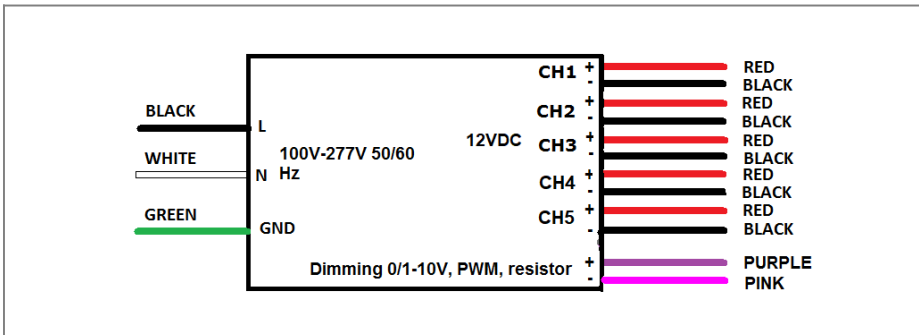 BLACK
L
WHITE
N
GREEN
GND
100V-277V 50/60
Hz
12VDC
CH1 + RED
- BLACK
CH2 + RED
- BLACK
CH3 + RED
- BLACK
CH4 + RED
- BLACK
CH5 + RED
- BLACK
Dimming 0/1-10V, PWM, resistor + PURPLE
- PINK